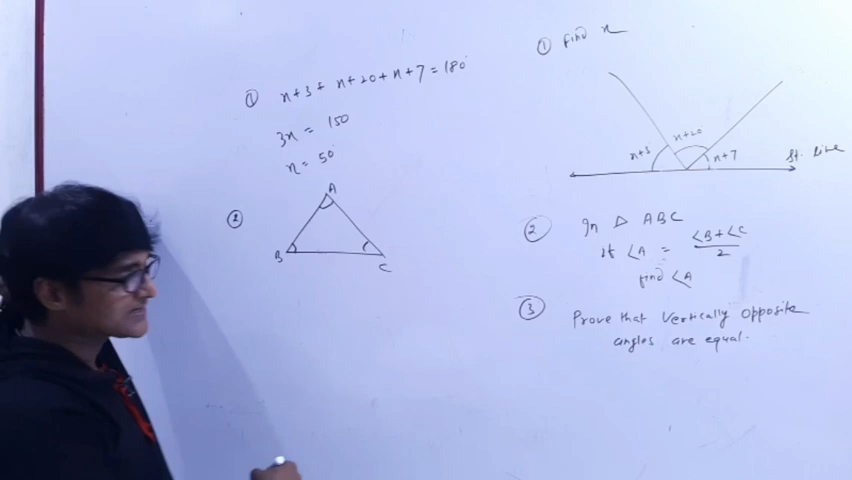 ① x+3+x+20+x+7=180°
3x = 150
x = 50°
②
A
B
C
① find x
x+3
x+20
x+7
st. line
② In △ ABC
if ∠A = (∠B+∠C)/2
find ∠A
③ Prove that Vertically opposite
angles are equal.